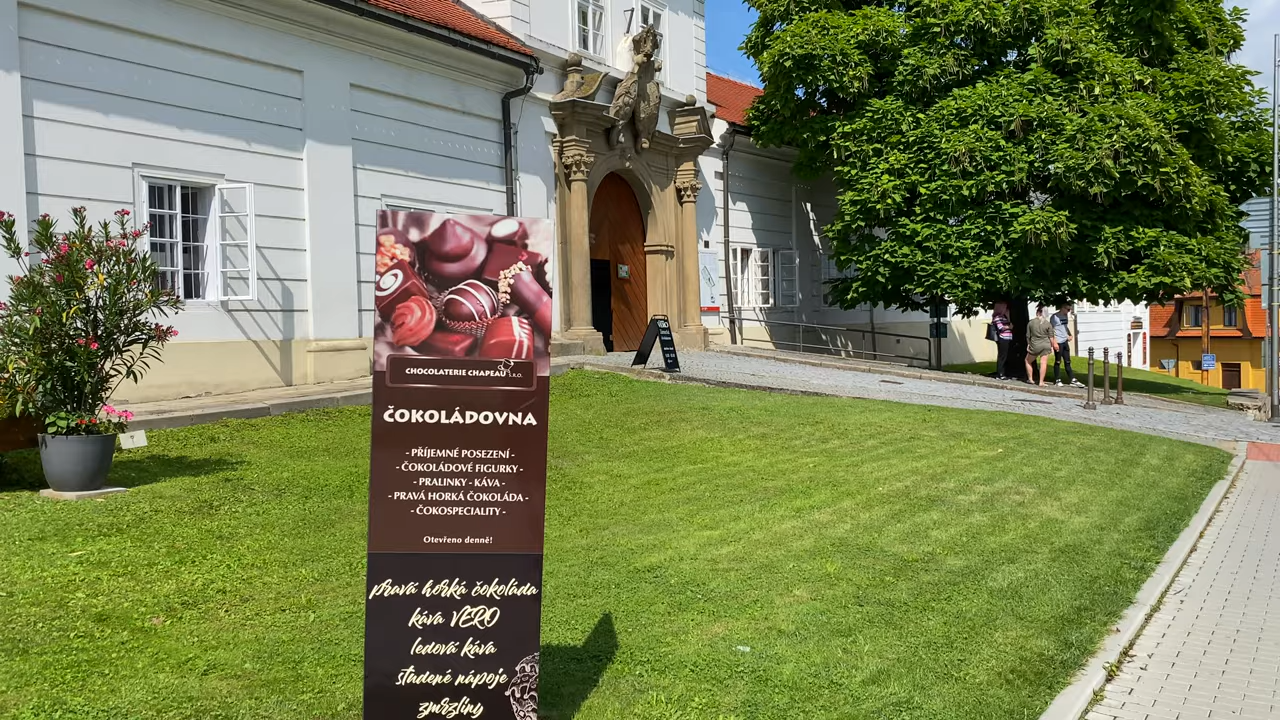 CHOCOLATERIE CHAPEAU S.R.O.
ČOKOLÁDOVNA
- PŘÍJEMNÉ POSEZENÍ -
- ČOKOLÁDOVÉ FIGURKY -
- PRALINKY - KÁVA -
- PRAVÁ HORKÁ ČOKOLÁDA -
- ČOKOSPECIALITY -
Otevřeno denně!
pravá horká čokoláda
káva VERO
ledová káva
studené nápoje
zmrzliny
VERO